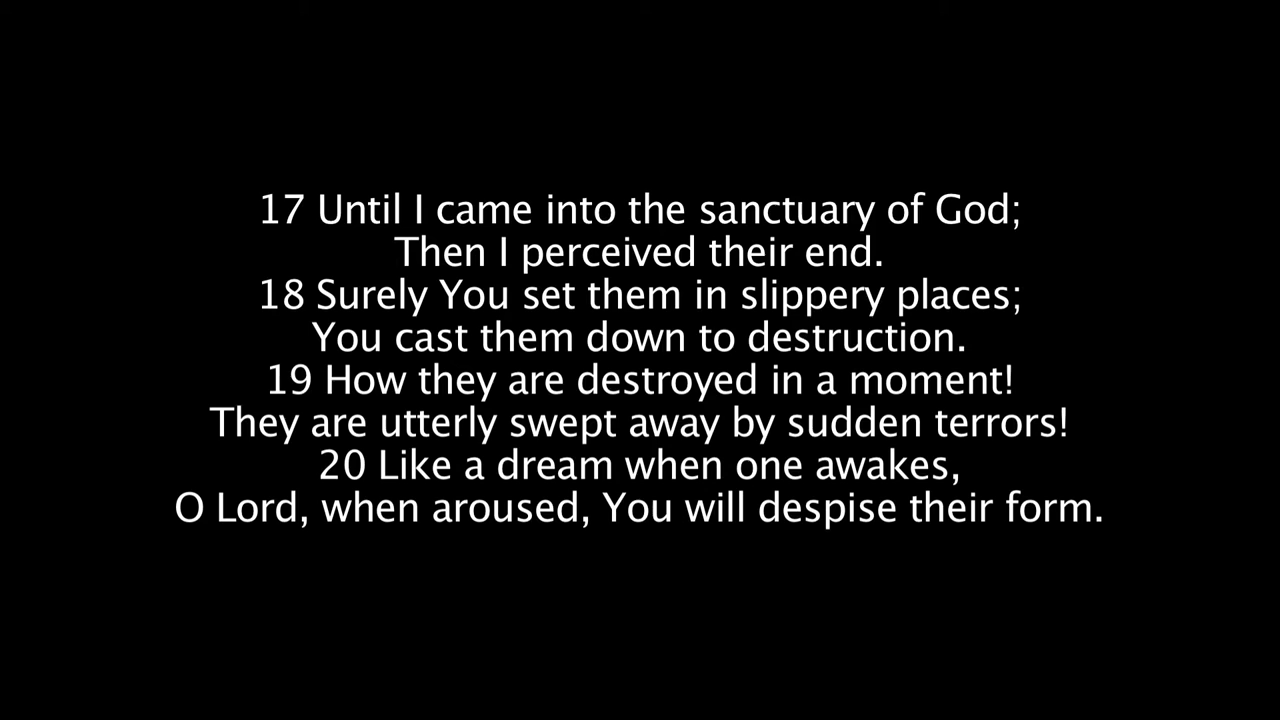 17 Until I came into the sanctuary of God;
Then I perceived their end.
18 Surely You set them in slippery places;
You cast them down to destruction.
19 How they are destroyed in a moment!
They are utterly swept away by sudden terrors!
20 Like a dream when one awakes,
O Lord, when aroused, You will despise their form.